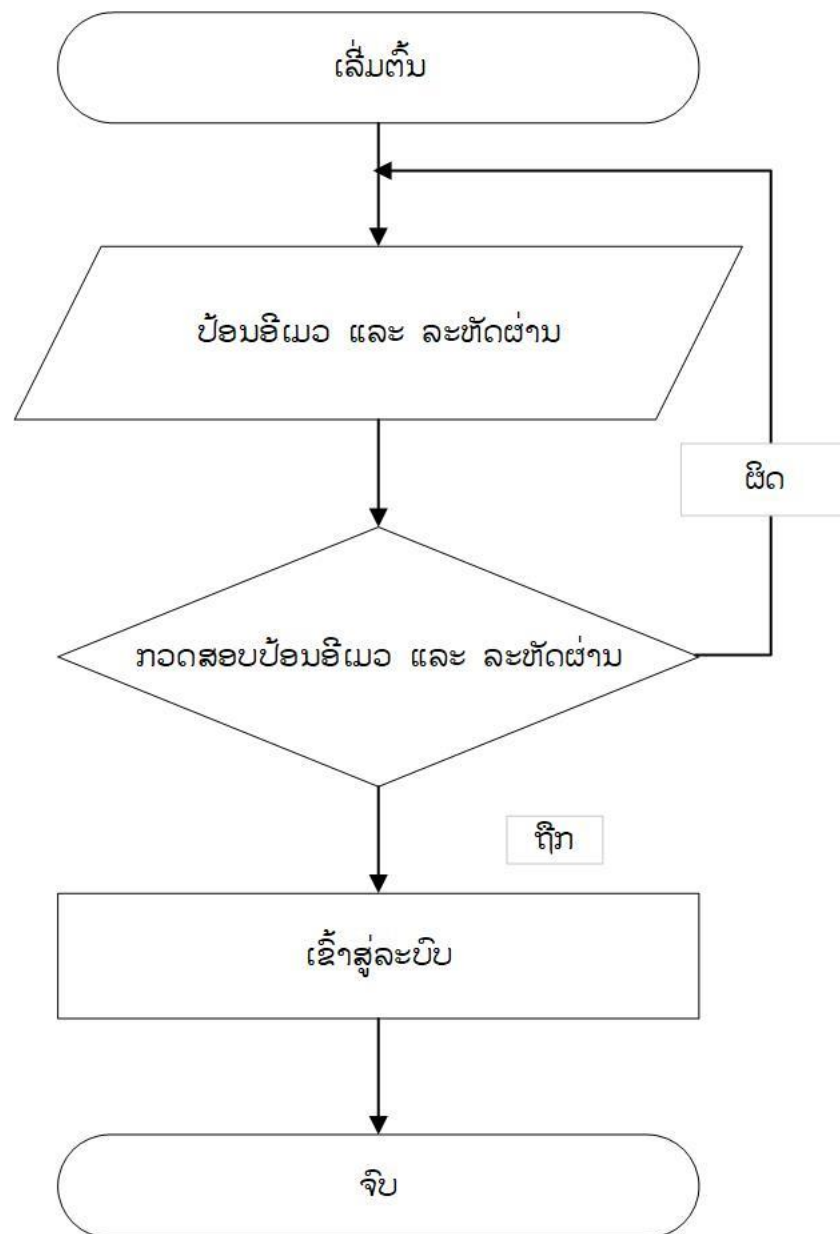 ເລີ່ມຕົ້ນ
ປ້ອນອີເມວ ແລະ ລະຫັດຜ່ານ
ຜິດ
ກວດສອບປ້ອນອີເມວ ແລະ ລະຫັດຜ່ານ
ຖືກ
ເຂົ້າສູ່ລະບົບ
ຈົບ